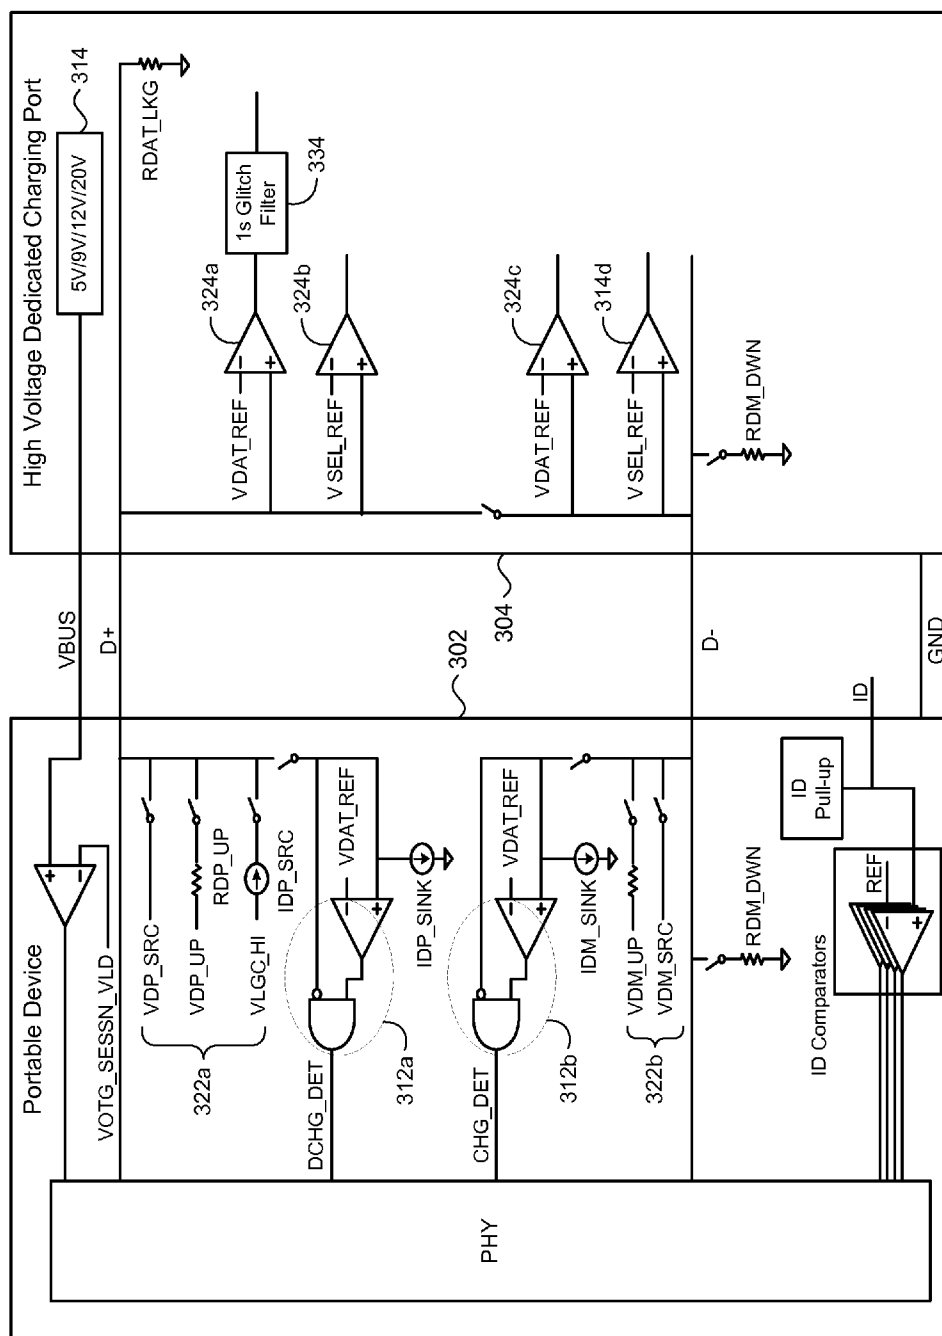 Portable Device
PHY
VOTG_SESSN_VLD
VDP_SRC
VDP_UP
RDP_UP
VLGC_HI
IDP_SRC
322a
DCHG_DET
VDAT_REF
IDP_SINK
312a
CHG_DET
VDAT_REF
IDM_SINK
312b
VDM_UP
VDM_SRC
322b
RDM_DWN
ID Comparators
REF
ID
Pull-up
ID
302
VBUS
D+
D-
GND
304
High Voltage Dedicated Charging Port
5V/9V/12V/20V
314
RDAT_LKG
VDAT_REF
324a
1s Glitch
Filter
334
VSEL_REF
324b
VDAT_REF
324c
VSEL_REF
314d
RDM_DWN
+
−
+
−
+
−
+
−
+
−
+
−
+
−
+
−